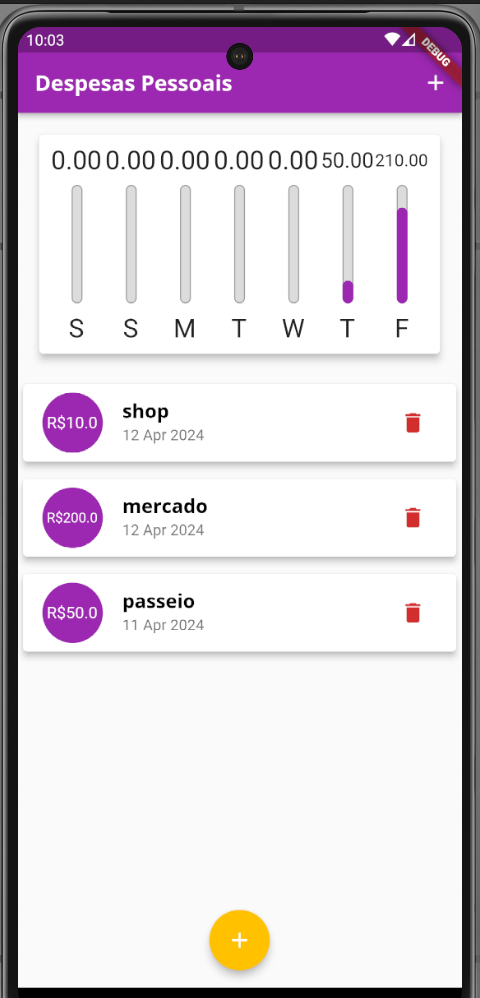 10:03
DEBUG
Despesas Pessoais +
0.00 0.00 0.00 0.00 0.00 50.00 210.00
S S M T W T F
R$10.0 shop
12 Apr 2024
R$200.0 mercado
12 Apr 2024
R$50.0 passeio
11 Apr 2024
+